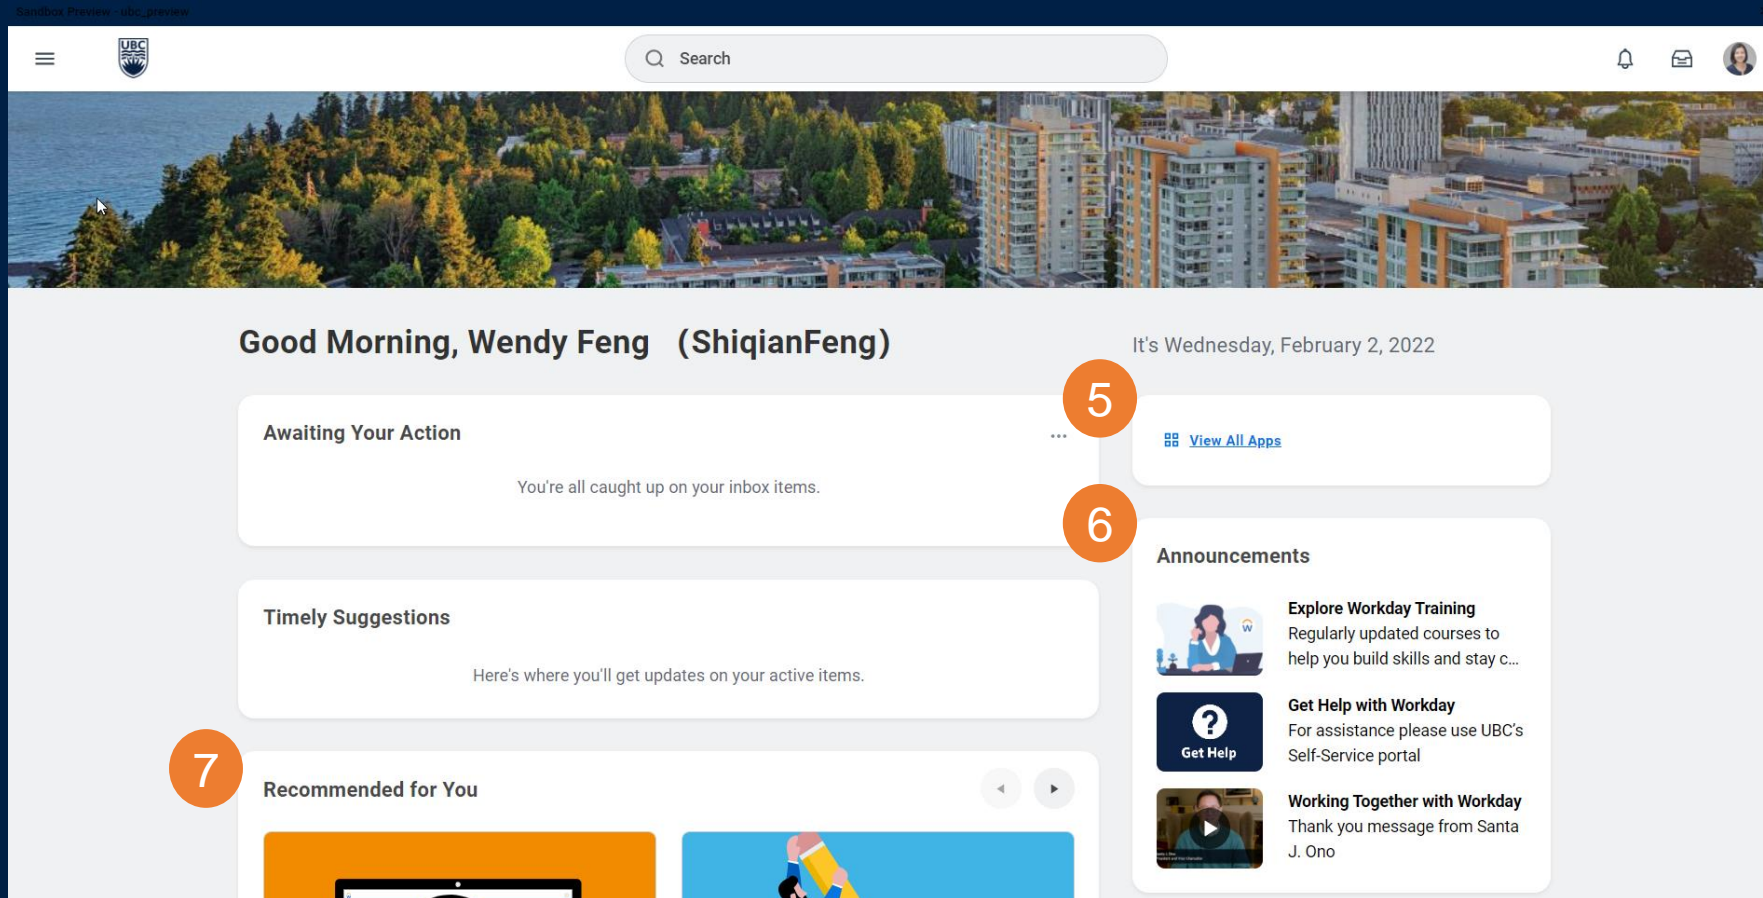 Sandbox Preview - ubc_preview
UBC
Search
Good Morning, Wendy Feng （ShiqianFeng）
It's Wednesday, February 2, 2022
5
Awaiting Your Action
...
View All Apps
You're all caught up on your inbox items.
6
Announcements
Timely Suggestions
Here's where you'll get updates on your active items.
Explore Workday Training
Regularly updated courses to
help you build skills and stay c...
?
Get Help
Get Help with Workday
For assistance please use UBC's
Self-Service portal
7
Recommended for You
Working Together with Workday
Thank you message from Santa
J. Ono